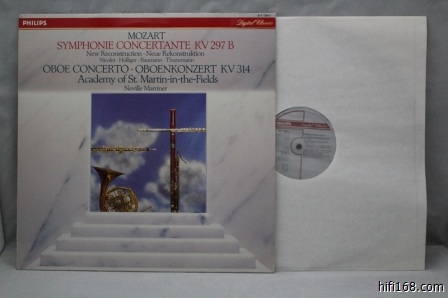 PHILIPS
Digital Classics
MOZART
SYMPHONIE CONCERTANTE KV 297 B
New Reconstruction · Neue Rekonstruktion
Nicolet · Holliger · Baumann · Thunemann
OBOE CONCERTO · OBOENKONZERT KV 314
Academy of St. Martin-in-the-Fields
Neville Marriner
hifi168.com